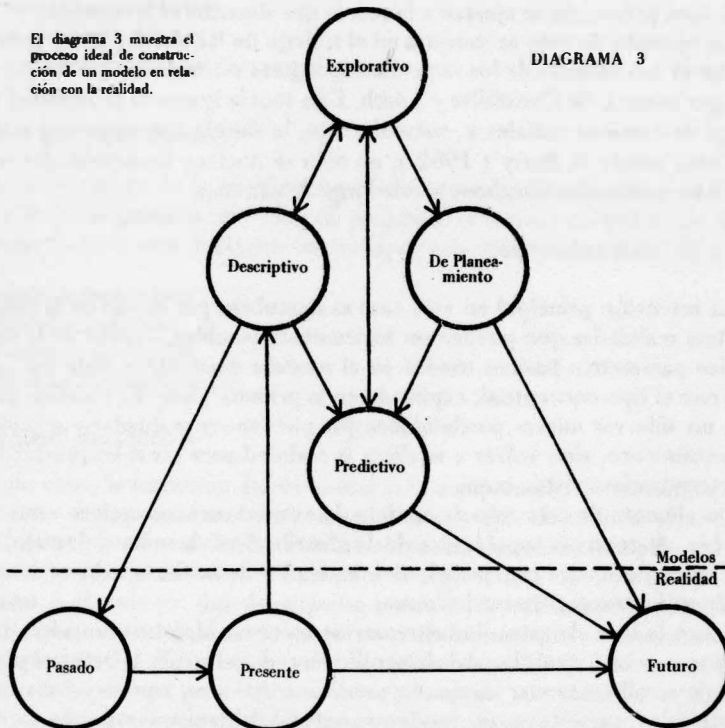 El diagrama 3 muestra el
proceso ideal de construc-
ción de un modelo en rela-
ción con la realidad.
DIAGRAMA 3
Explorativo
Descriptivo
De Planea-
miento
Predictivo
Modelos
Realidad
Pasado
Presente
Futuro